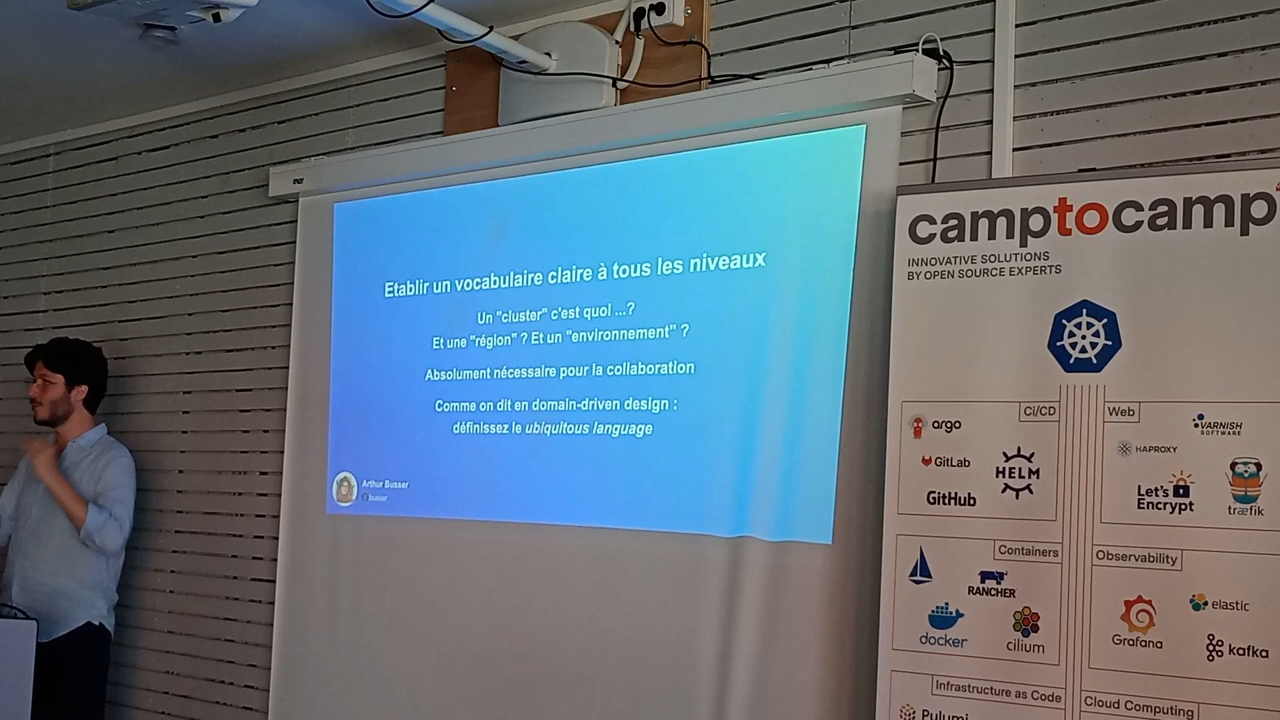 Etablir un vocabulaire claire à tous les niveaux
Un "cluster" c'est quoi ...?
Et une "région" ? Et un "environnement" ?
Absolument nécessaire pour la collaboration
Comme on dit en domain-driven design :
définissez le ubiquitous language
Arthur Busser
busser
camptocamp
INNOVATIVE SOLUTIONS
BY OPEN SOURCE EXPERTS
Ci/CD
argo
GitLab
HELM
GitHub
Web
VARNISH
SOFTWARE
HAPROXY
Let's
Encrypt
træfik
Containers
RANCHER
docker
cilium
Observability
Grafana
elastic
kafka
Infrastructure as Code
Pulumi
Cloud Computing